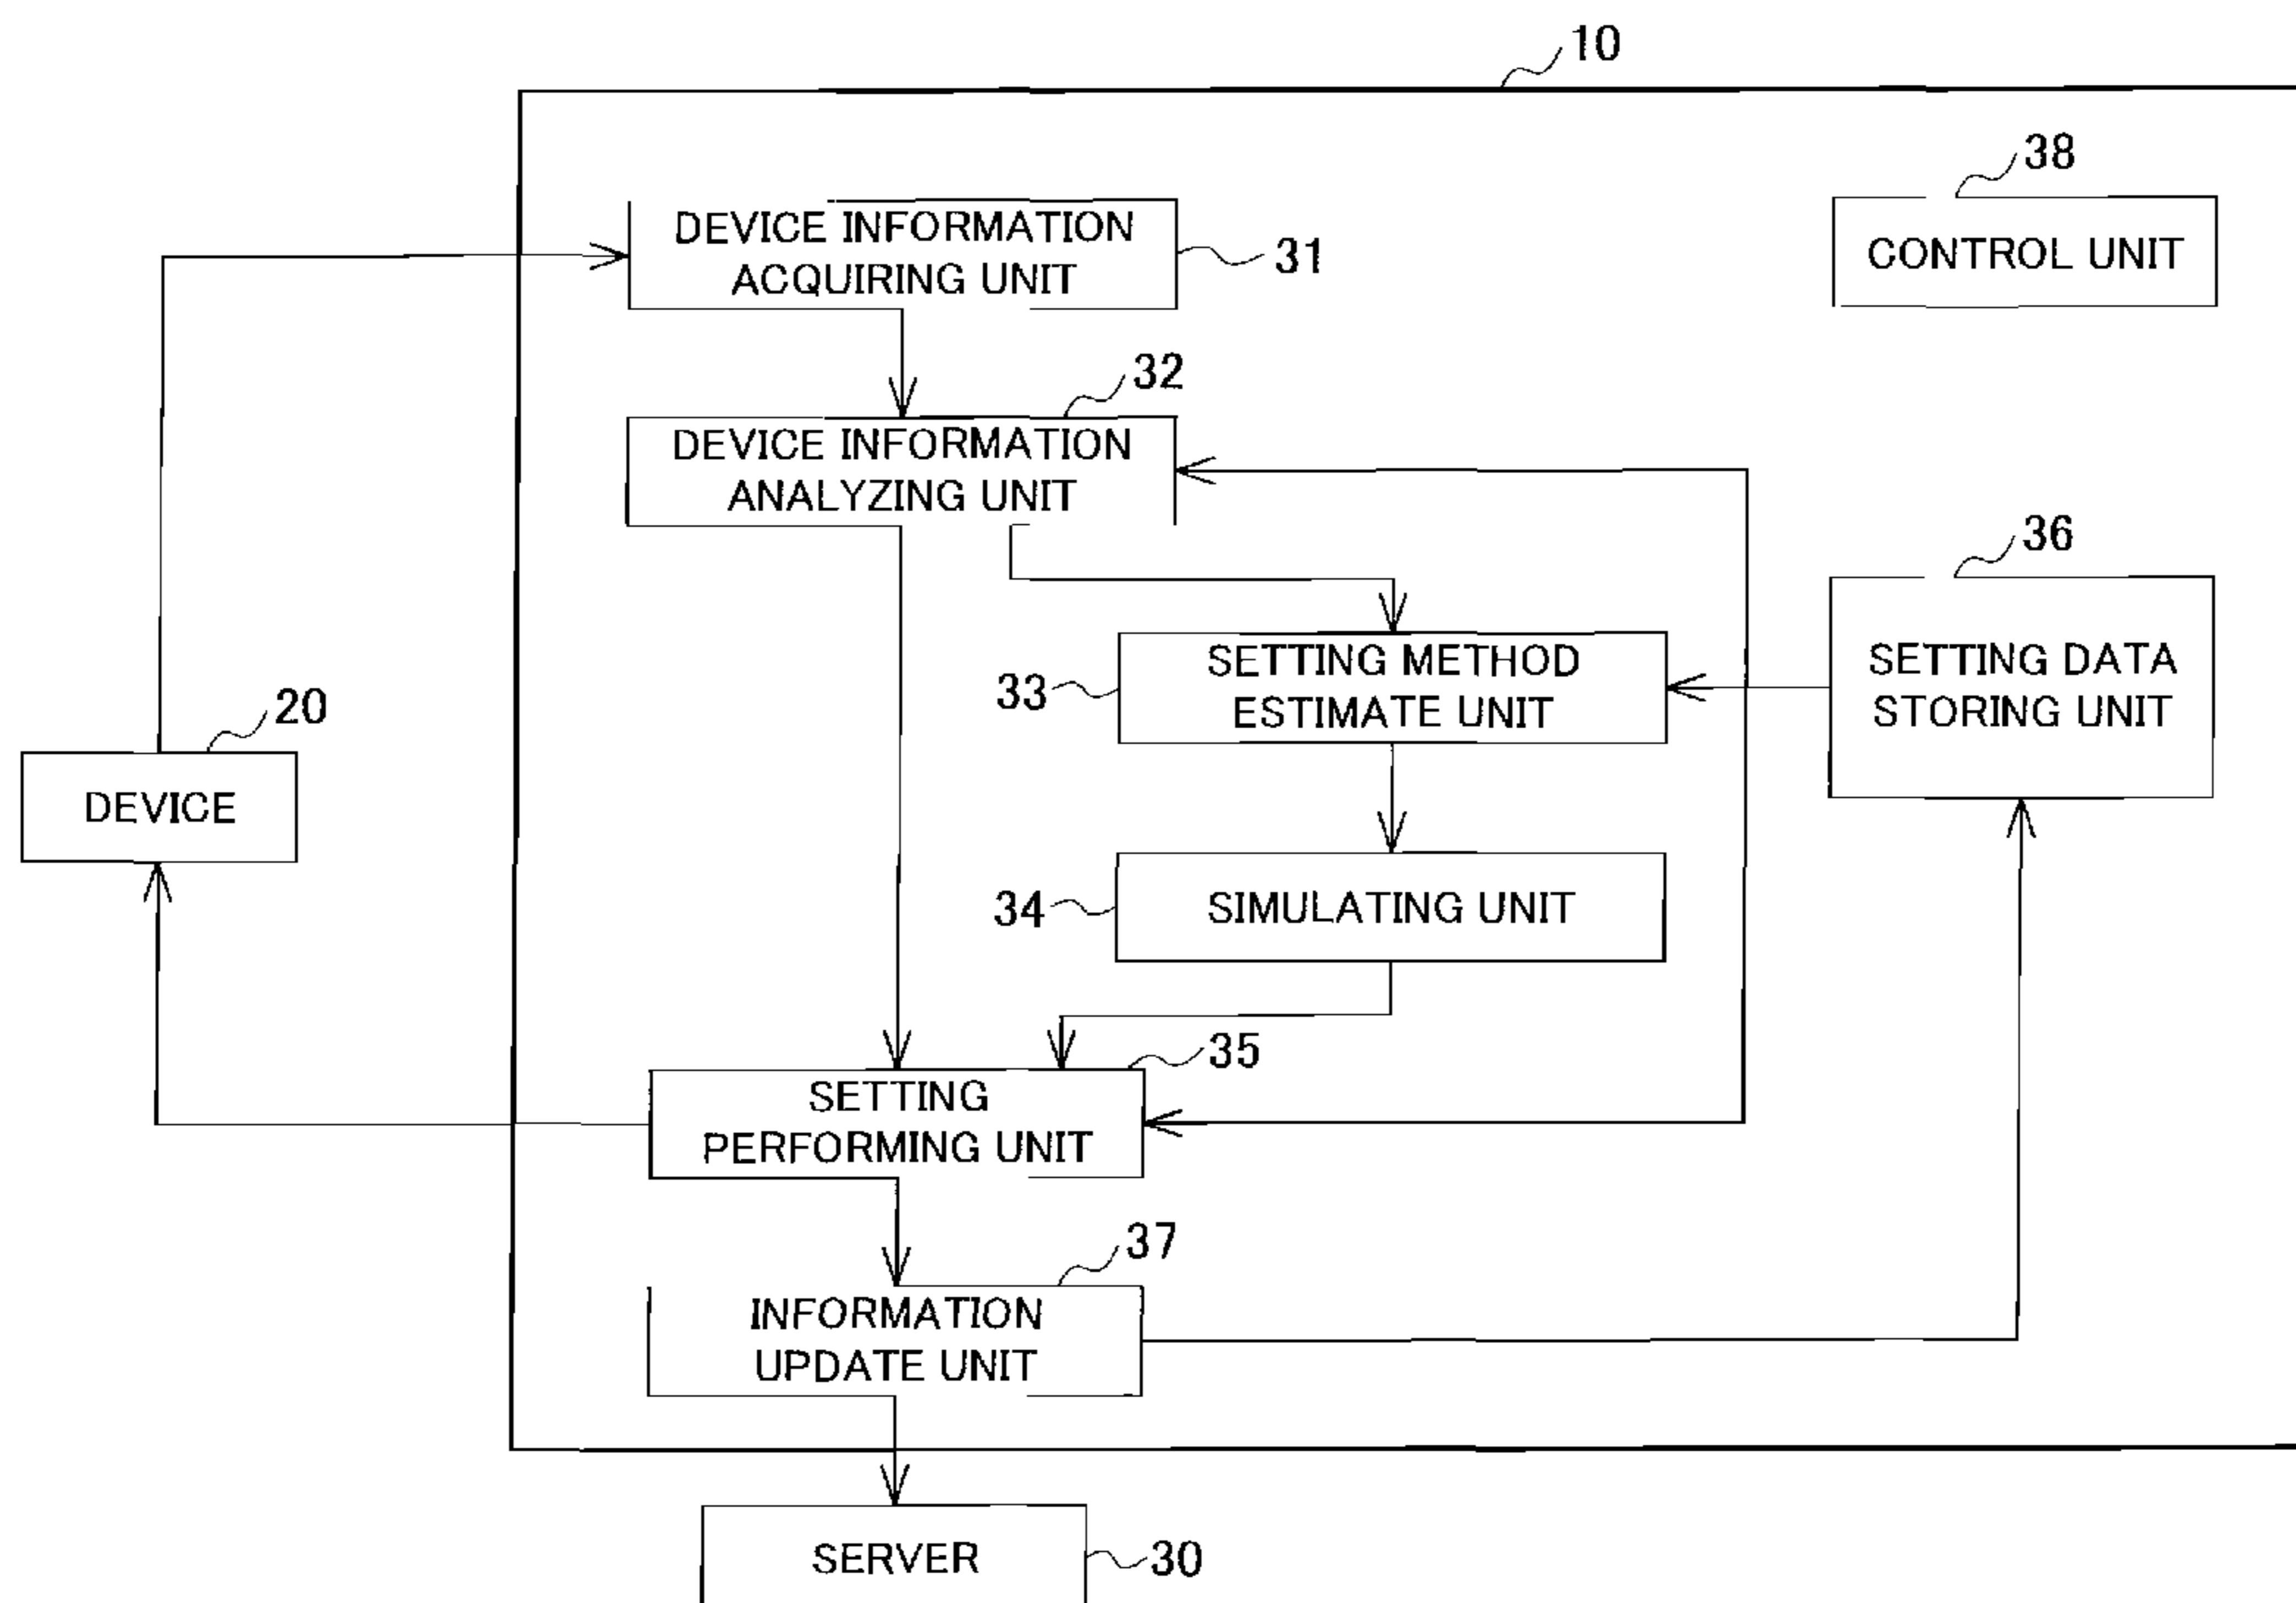 10
38
DEVICE INFORMATION
ACQUIRING UNIT
31
CONTROL UNIT
32
DEVICE INFORMATION
ANALYZING UNIT
36
SETTING METHOD
ESTIMATE UNIT
33
SETTING DATA
STORING UNIT
20
DEVICE
34
SIMULATING UNIT
35
SETTING
PERFORMING UNIT
37
INFORMATION
UPDATE UNIT
SERVER
30